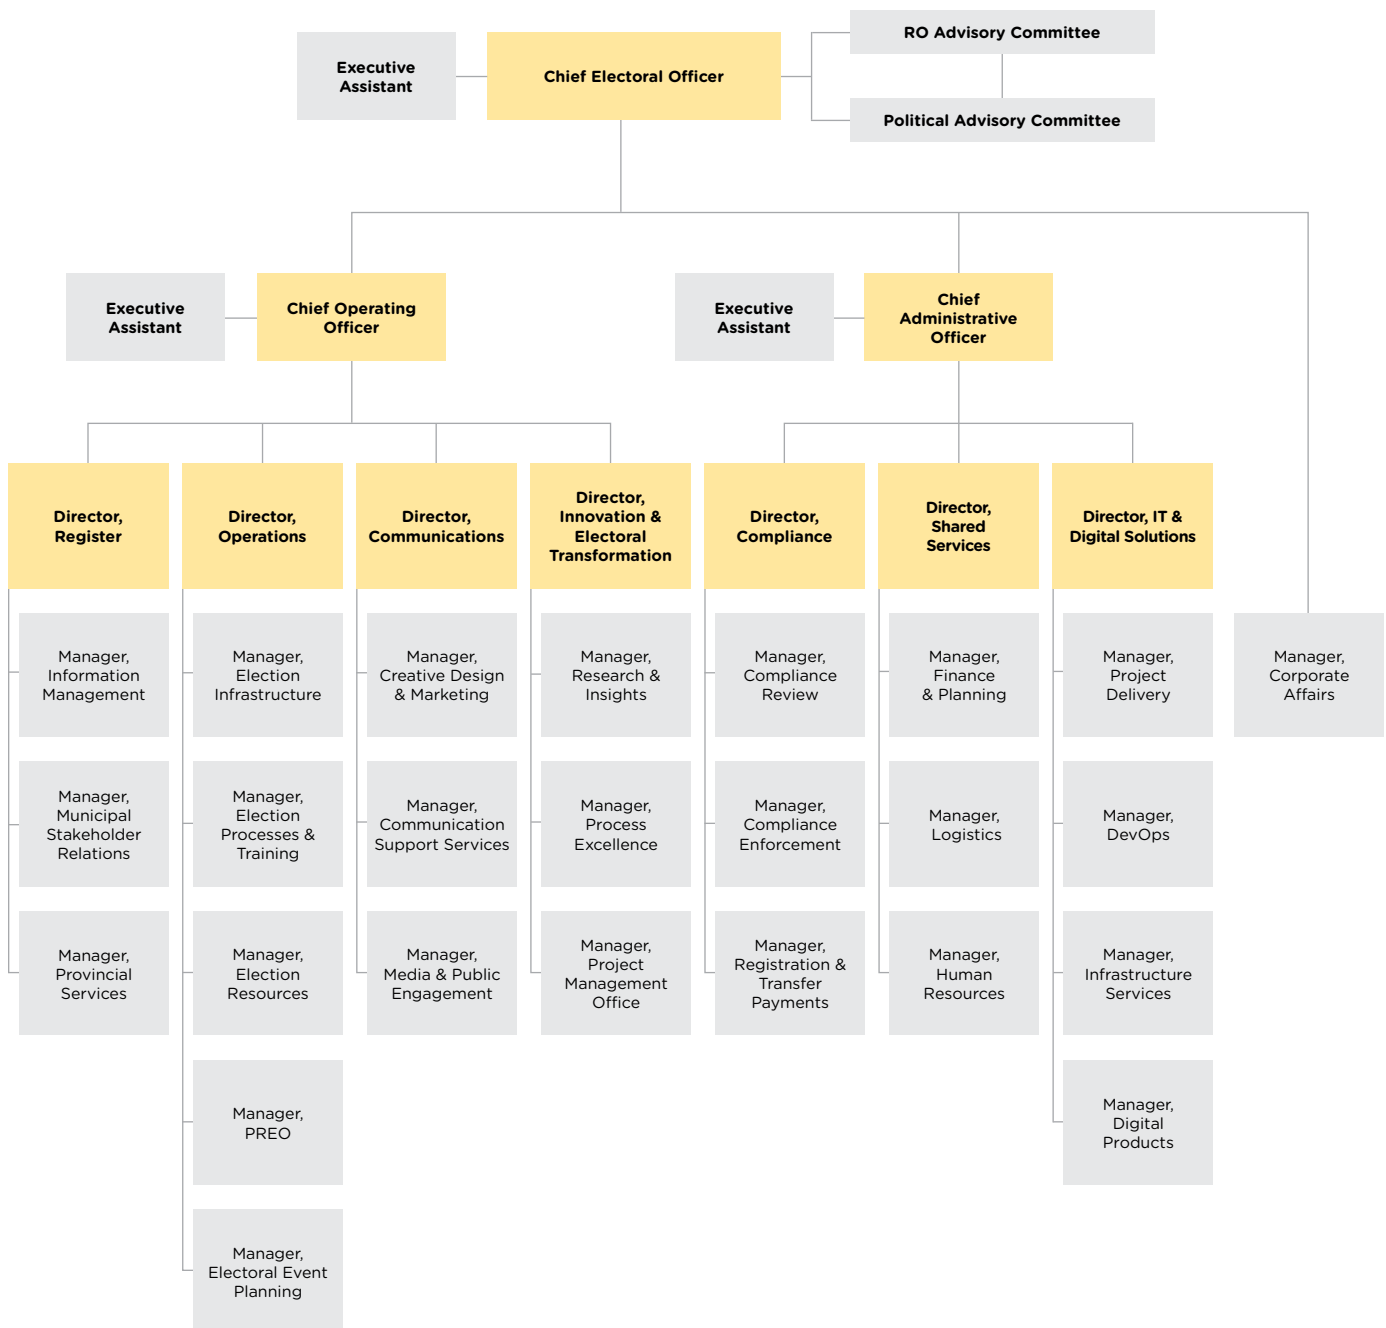 RO Advisory Committee
Executive
Assistant
Chief Electoral Officer
Political Advisory Committee
Executive
Assistant
Chief Operating
Officer
Executive
Assistant
Chief
Administrative
Officer
Director,
Register
Director,
Operations
Director,
Communications
Director,
Innovation &
Electoral
Transformation
Director,
Compliance
Director,
Shared
Services
Director, IT &
Digital Solutions
Manager,
Information
Management
Manager,
Election
Infrastructure
Manager,
Creative Design
& Marketing
Manager,
Research &
Insights
Manager,
Compliance
Review
Manager,
Finance
& Planning
Manager,
Project
Delivery
Manager,
Corporate
Affairs
Manager,
Municipal
Stakeholder
Relations
Manager,
Election
Processes &
Training
Manager,
Communication
Support Services
Manager,
Process
Excellence
Manager,
Compliance
Enforcement
Manager,
Logistics
Manager,
DevOps
Manager,
Provincial
Services
Manager,
Election
Resources
Manager,
Media & Public
Engagement
Manager,
Project
Management
Office
Manager,
Registration &
Transfer
Payments
Manager,
Human
Resources
Manager,
Infrastructure
Services
Manager,
PREO
Manager,
Digital
Products
Manager,
Electoral Event
Planning